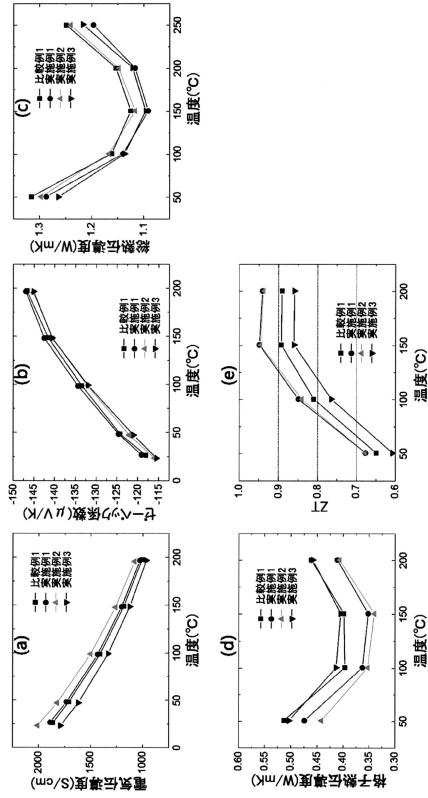 (a)
電気伝導度(S/cm)
2000
1500
1000
比較例1
実施例1
実施例2
実施例3
0
50
100
150
200
温度(℃)
(b)
ゼーベック係数(μV/K)
-150
-145
-140
-135
-130
-125
-120
-115
比較例1
実施例1
実施例2
実施例3
0
50
100
150
200
温度(℃)
(c)
総熱伝導度(W/mK)
1.3
1.2
1.1
比較例1
実施例1
実施例2
実施例3
50
100
150
200
250
温度(℃)
(d)
格子熱伝導度(W/mK)
0.60
0.55
0.50
0.45
0.40
0.35
0.30
比較例1
実施例1
実施例2
実施例3
50
100
150
200
温度(℃)
(e)
ZT
1.0
0.9
0.8
0.7
0.6
比較例1
実施例1
実施例2
実施例3
50
100
150
200
温度(℃)